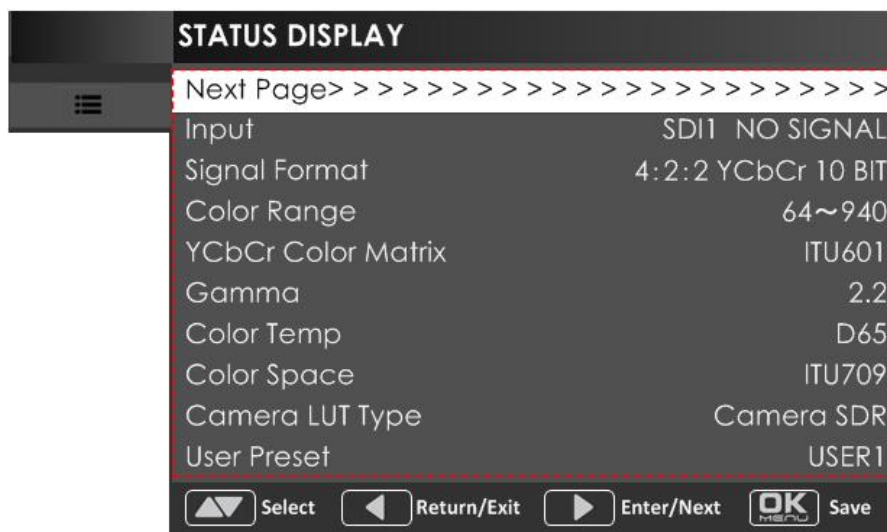 STATUS DISPLAY
Next Page> > > > > > > > > > > > > > > > > > > > > > > >
Input SDI1 NO SIGNAL
Signal Format 4:2:2 YCbCr 10 BIT
Color Range 64～940
YCbCr Color Matrix ITU601
Gamma 2.2
Color Temp D65
Color Space ITU709
Camera LUT Type Camera SDR
User Preset USER1
Select Return/Exit Enter/Next OK MENU Save